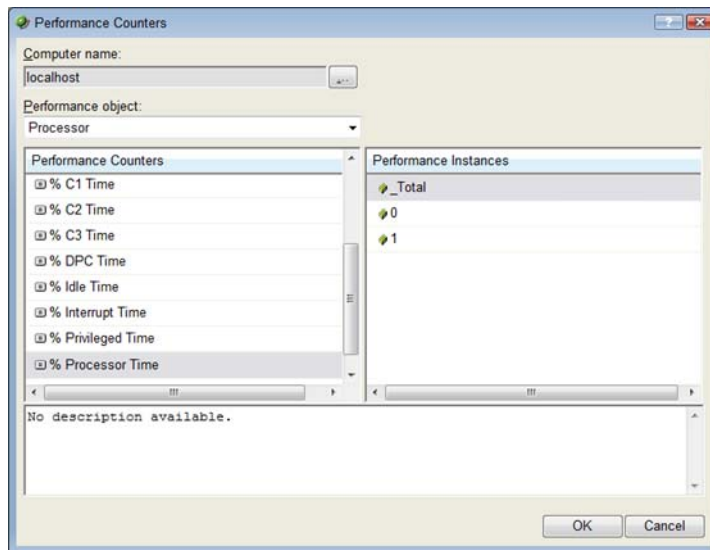 Performance Counters
Computer name:
localhost
...
Performance object:
Processor
Performance Counters
Performance Instances
% C1 Time
% C2 Time
% C3 Time
% DPC Time
% Idle Time
% Interrupt Time
% Privileged Time
% Processor Time
_Total
0
1
No description available.
OK
Cancel